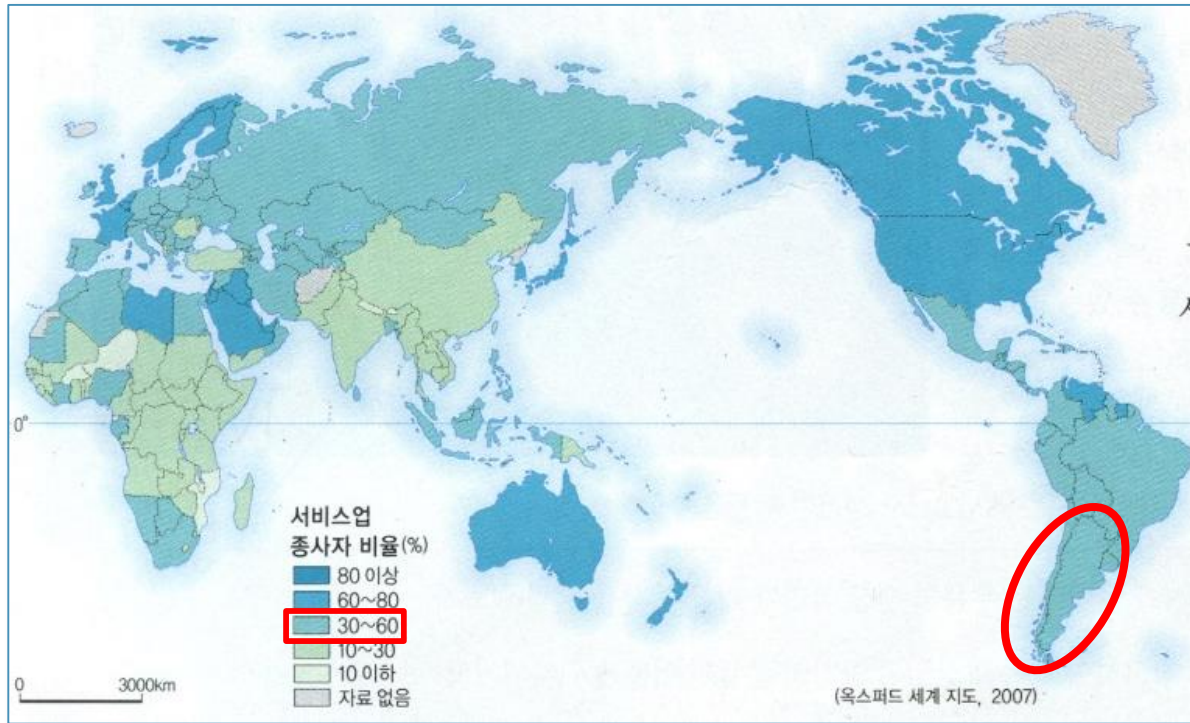 0°
서비스업
종사자 비율(%)
80 이상
60~80
30~60
10~30
10 이하
자료 없음
0 3000km
(옥스퍼드 세계 지도, 2007)